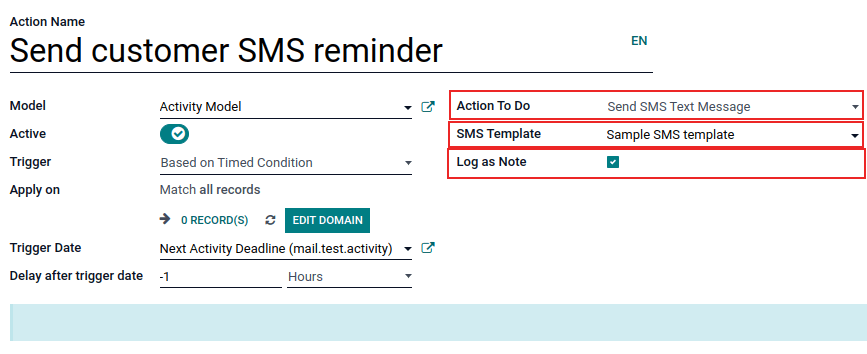 Action Name
Send customer SMS reminder EN
Model Activity Model
Action To Do Send SMS Text Message
Active
SMS Template Sample SMS template
Trigger Based on Timed Condition
Log as Note
Apply on Match all records
0 RECORD(S) EDIT DOMAIN
Trigger Date Next Activity Deadline (mail.test.activity)
Delay after trigger date -1 Hours